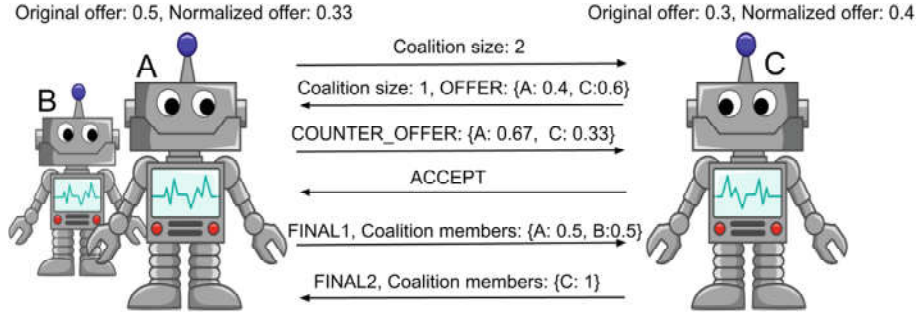 Original offer: 0.5, Normalized offer: 0.33
Original offer: 0.3, Normalized offer: 0.4
B
A
C
Coalition size: 2
Coalition size: 1, OFFER: {A: 0.4, C:0.6}
COUNTER_OFFER: {A: 0.67, C: 0.33}
ACCEPT
FINAL1, Coalition members: {A: 0.5, B:0.5}
FINAL2, Coalition members: {C: 1}